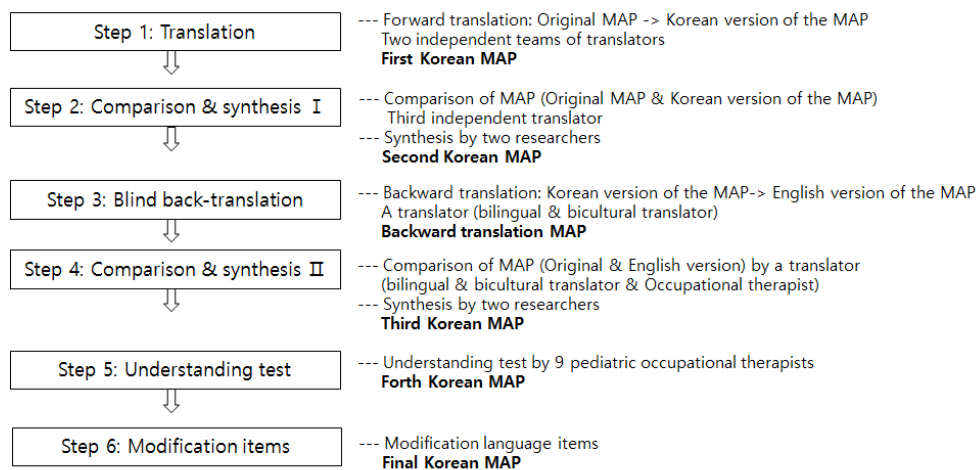 Step 1: Translation
--- Forward translation: Original MAP -> Korean version of the MAP
Two independent teams of translators
First Korean MAP
Step 2: Comparison & synthesis Ⅰ
--- Comparison of MAP (Original MAP & Korean version of the MAP)
Third independent translator
--- Synthesis by two researchers
Second Korean MAP
Step 3: Blind back-translation
--- Backward translation: Korean version of the MAP-> English version of the MAP
A translator (bilingual & bicultural translator)
Backward translation MAP
Step 4: Comparison & synthesis Ⅱ
--- Comparison of MAP (Original & English version) by a translator
(bilingual & bicultural translator & Occupational therapist)
--- Synthesis by two researchers
Third Korean MAP
Step 5: Understanding test
--- Understanding test by 9 pediatric occupational therapists
Forth Korean MAP
Step 6: Modification items
--- Modification language items
Final Korean MAP